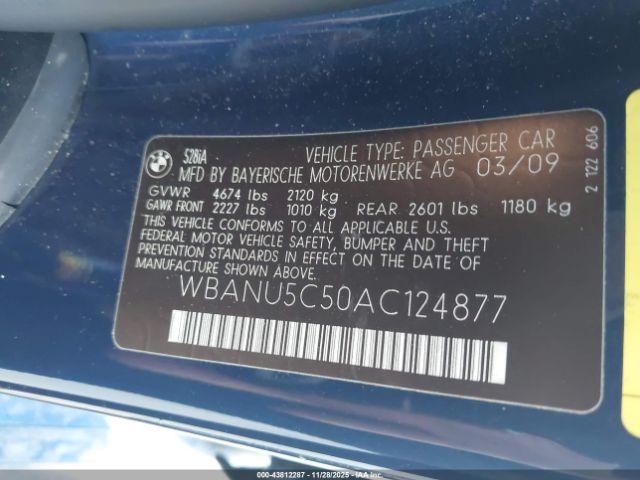 BMW
528iA VEHICLE TYPE: PASSENGER CAR
MFD BY BAYERISCHE MOTORENWERKE AG 03/09
GVWR 4674 lbs 2120 kg
GAWR FRONT 2227 lbs 1010 kg REAR 2601 lbs 1180 kg
THIS VEHICLE CONFORMS TO ALL APPLICABLE U.S.
FEDERAL MOTOR VEHICLE SAFETY, BUMPER AND THEFT
PREVENTION STANDARDS IN EFFECT ON THE DATE OF
MANUFACTURE SHOWN ABOVE.
WBANU5C50AC124877
2 122 606
000-43812287 | 11/28/2025 | IAA Inc.